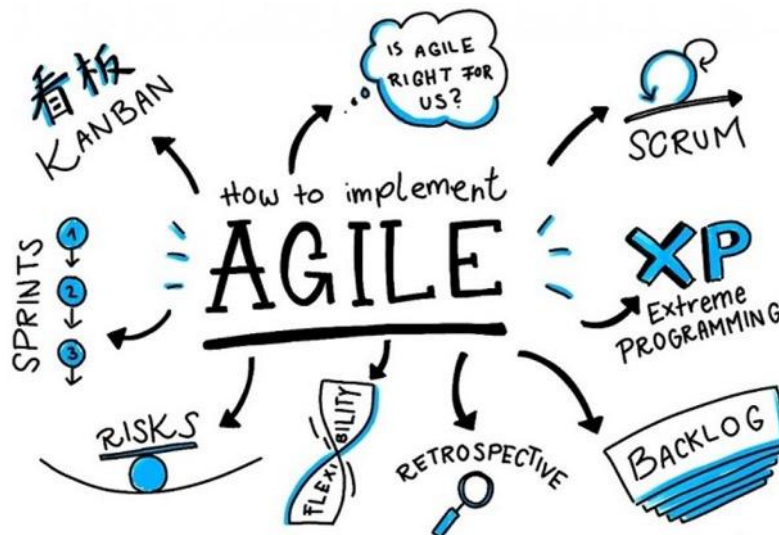 看板
KANBAN
IS AGILE
RIGHT FOR
US?
SCRUM
How to implement
AGILE
SPRINTS
1
2
3
XP
Extreme
PROGRAMMING
RISKS
FLEXIBILITY
RETROSPECTIVE
BACKLOG